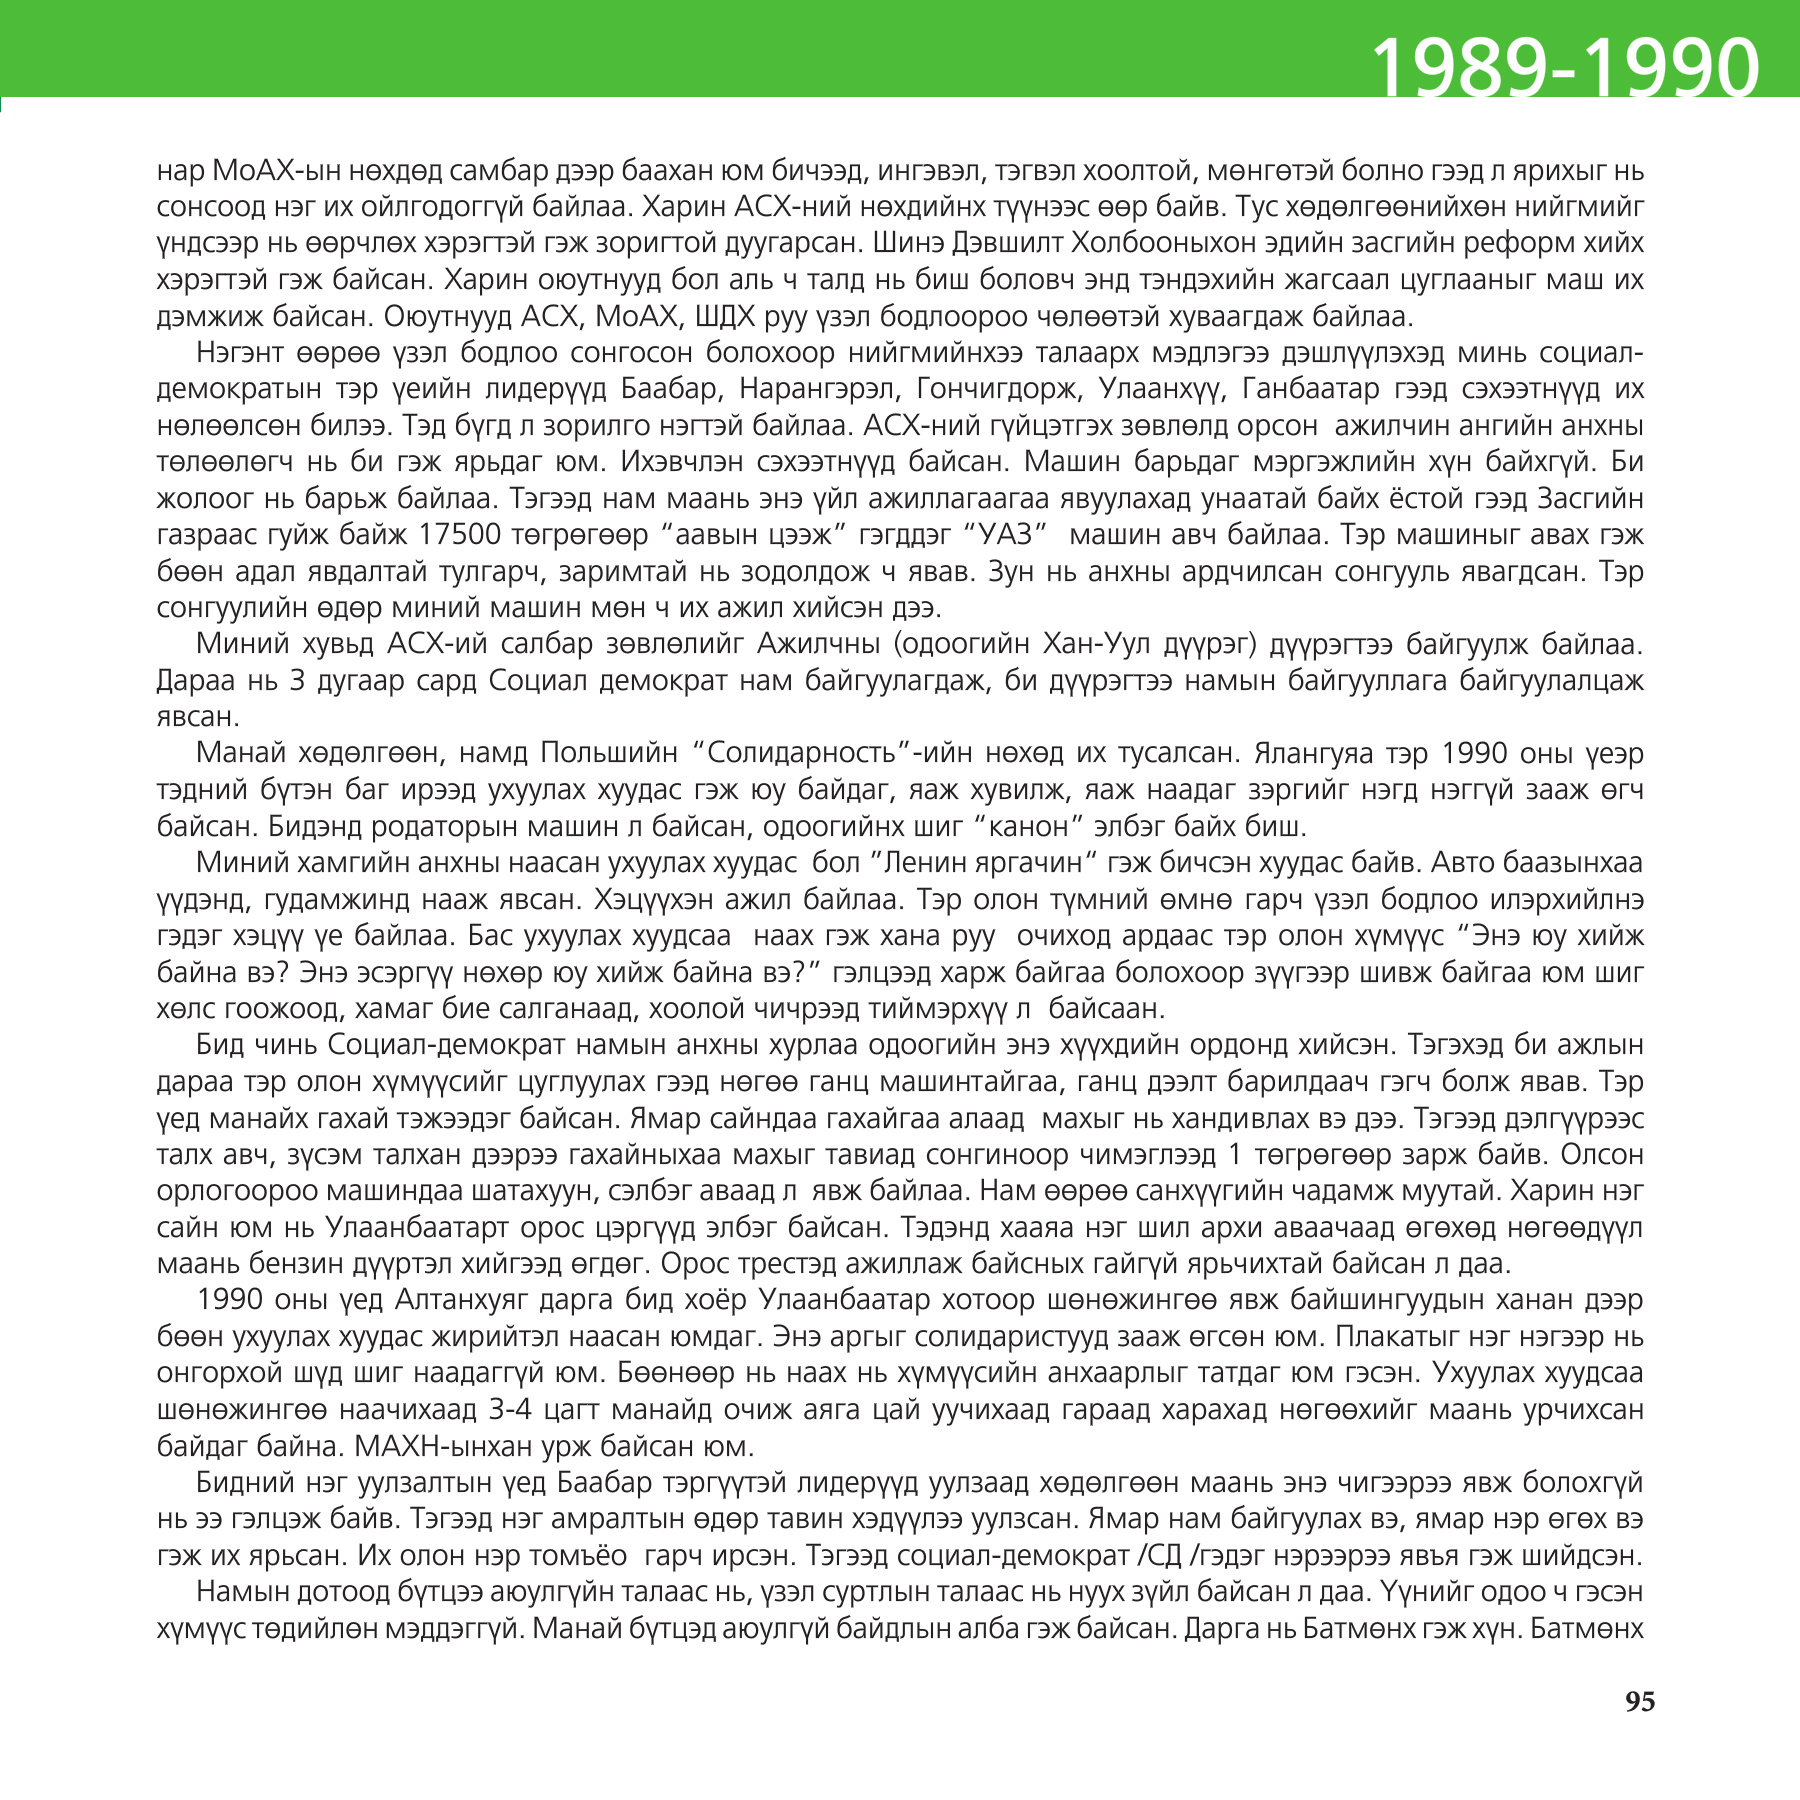 1989-1990
нар МоАХ-ын нөхдөд самбар дээр баахан юм бичээд, ингэвэл, тэгвэл хоолтой, мөнгөтэй болно гээд л ярихыг нь
сонсоод нэг их ойлгодоггүй байлаа. Харин АСХ-ний нөхдийнх түүнээс өөр байв. Тус хөдөлгөөнийхөн нийгмийг
үндсээр нь өөрчлөх хэрэгтэй гэж зоригтой дуугарсан. Шинэ Дэвшилт Холбооныхон эдийн засгийн реформ хийх
хэрэгтэй гэж байсан. Харин оюутнууд бол аль ч талд нь биш боловч энд тэндэхийн жагсаал цуглааныг маш их
дэмжиж байсан. Оюутнууд АСХ, МоАХ, ШДХ руу үзэл бодлоороо чөлөөтэй хуваагдаж байлаа.
Нэгэнт өөрөө үзэл бодлоо сонгосон болохоор нийгмийнхээ талаарх мэдлэгээ дэшлүүлэхэд минь социал-
демократын тэр үеийн лидерүүд Баабар, Нарангэрэл, Гончигдорж, Улаанхүү, Ганбаатар гээд сэхээтнүүд их
нөлөөлсөн билээ. Тэд бүгд л зорилго нэгтэй байлаа. АСХ-ний гүйцэтгэх зөвлөлд орсон ажилчин ангийн анхны
төлөөлөгч нь би гэж ярьдаг юм. Ихэвчлэн сэхээтнүүд байсан. Машин барьдаг мэргэжлийн хүн байхгүй. Би
жолоог нь барьж байлаа. Тэгээд нам маань энэ үйл ажиллагаагаа явуулахад унаатай байх ёстой гээд Засгийн
газраас гуйж байж 17500 төгрөгөөр “аавын цээж” гэгддэг “УАЗ” машин авч байлаа. Тэр машиныг авах гэж
бөөн адал явдалтай тулгарч, заримтай нь зодолдож ч явав. Зун нь анхны ардчилсан сонгууль явагдсан. Тэр
сонгуулийн өдөр миний машин мөн ч их ажил хийсэн дээ.
Миний хувьд АСХ-ий салбар зөвлөлийг Ажилчны (одоогийн Хан-Уул дүүрэг) дүүрэгтээ байгуулж байлаа.
Дараа нь 3 дугаар сард Социал демократ нам байгуулагдаж, би дүүрэгтээ намын байгууллага байгуулалцаж
явсан.
Манай хөдөлгөөн, намд Польшийн “Солидарность”-ийн нөхөд их тусалсан. Ялангуяа тэр 1990 оны үеэр
тэдний бүтэн баг ирээд ухуулах хуудас гэж юу байдаг, яаж хувилж, яаж наадаг зэргийг нэгд нэггүй зааж өгч
байсан. Бидэнд родаторын машин л байсан, одоогийнх шиг “канон” элбэг байх биш.
Миний хамгийн анхны наасан ухуулах хуудас бол ”Ленин яргачин“ гэж бичсэн хуудас байв. Авто баазынхаа
үүдэнд, гудамжинд нааж явсан. Хэцүүхэн ажил байлаа. Тэр олон түмний өмнө гарч үзэл бодлоо илэрхийлнэ
гэдэг хэцүү үе байлаа. Бас ухуулах хуудсаа наах гэж хана руу очиход ардаас тэр олон хүмүүс “Энэ юу хийж
байна вэ? Энэ эсэргүү нөхөр юу хийж байна вэ?” гэлцээд харж байгаа болохоор зүүгээр шивж байгаа юм шиг
хөлс гоожоод, хамаг бие салганаад, хоолой чичрээд тиймэрхүү л байсаан.
Бид чинь Социал-демократ намын анхны хурлаа одоогийн энэ хүүхдийн ордонд хийсэн. Тэгэхэд би ажлын
дараа тэр олон хүмүүсийг цуглуулах гээд нөгөө ганц машинтайгаа, ганц дээлт барилдаач гэгч болж явав. Тэр
үед манайх гахай тэжээдэг байсан. Ямар сайндаа гахайгаа алаад махыг нь хандивлах вэ дээ. Тэгээд дэлгүүрээс
талх авч, зүсэм талхан дээрээ гахайныхаа махыг тавиад сонгиноор чимэглээд 1 төгрөгөөр зарж байв. Олсон
орлогоороо машиндаа шатахуун, сэлбэг аваад л явж байлаа. Нам өөрөө санхүүгийн чадамж муутай. Харин нэг
сайн юм нь Улаанбаатарт орос цэргүүд элбэг байсан. Тэдэнд хааяа нэг шил архи аваачаад өгөхөд нөгөөдүүл
маань бензин дүүртэл хийгээд өгдөг. Орос трестэд ажиллаж байсных гайгүй ярьчихтай байсан л даа.
1990 оны үед Алтанхуяг дарга бид хоёр Улаанбаатар хотоор шөнөжингөө явж байшингуудын ханан дээр
бөөн ухуулах хуудас жирийтэл наасан юмдаг. Энэ аргыг солидаристууд зааж өгсөн юм. Плакатыг нэг нэгээр нь
онгорхой шүд шиг наадаггүй юм. Бөөнөөр нь наах нь хүмүүсийн анхаарлыг татдаг юм гэсэн. Ухуулах хуудсаа
шөнөжингөө наачихаад 3-4 цагт манайд очиж аяга цай уучихаад гараад харахад нөгөөхийг маань урчихсан
байдаг байна. МАХН-ынхан урж байсан юм.
Бидний нэг уулзалтын үед Баабар тэргүүтэй лидерүүд уулзаад хөдөлгөөн маань энэ чигээрээ явж болохгүй
нь ээ гэлцэж байв. Тэгээд нэг амралтын өдөр тавин хэдүүлээ уулзсан. Ямар нам байгуулах вэ, ямар нэр өгөх вэ
гэж их ярьсан. Их олон нэр томъёо гарч ирсэн. Тэгээд социал-демократ /СД /гэдэг нэрээрээ явъя гэж шийдсэн.
Намын дотоод бүтцээ аюулгүйн талаас нь, үзэл суртлын талаас нь нуух зүйл байсан л даа. Үүнийг одоо ч гэсэн
хүмүүс төдийлөн мэддэггүй. Манай бүтцэд аюулгүй байдлын алба гэж байсан. Дарга нь Батмөнх гэж хүн. Батмөнх
95